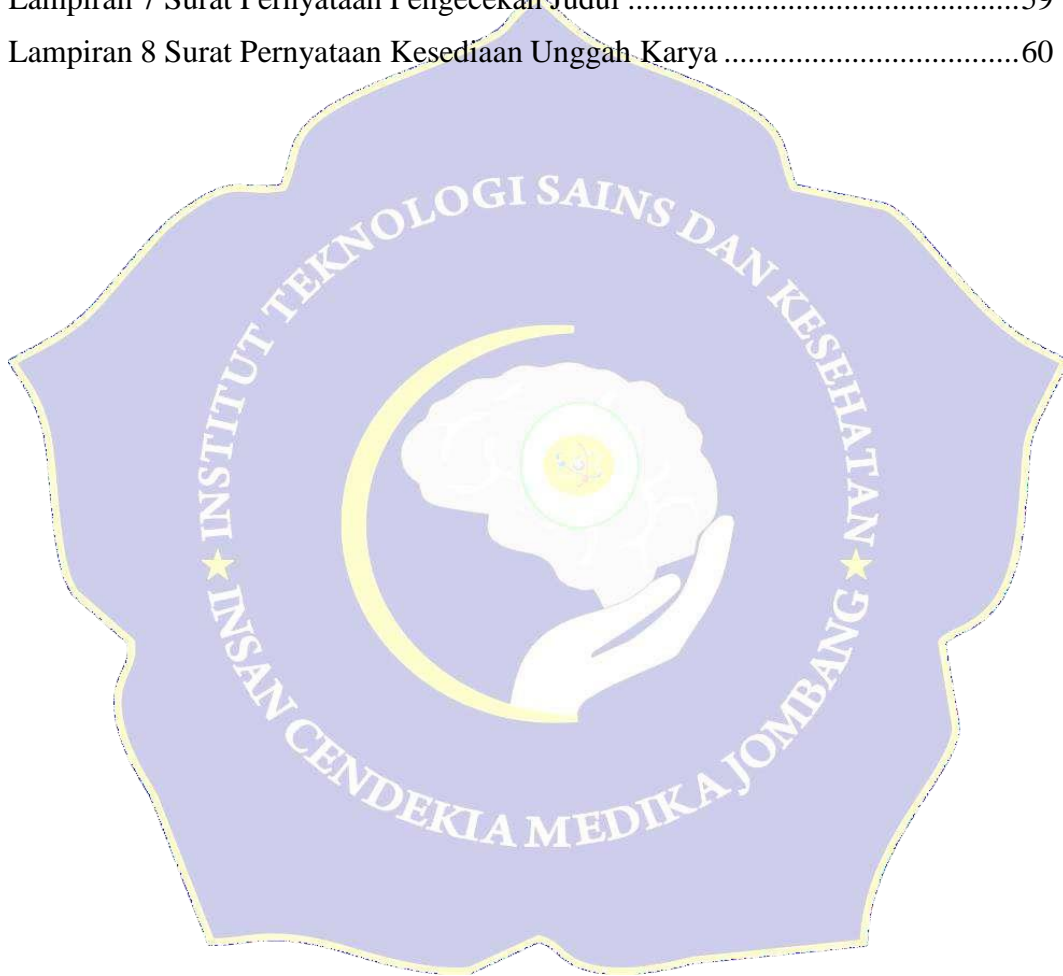 Lampiran 7 Surat Pernyataan Pengecekan Judul ................................................ 59
Lampiran 8 Surat Pernyataan Kesediaan Unggah Karya .................................... 60
INSTITUT TEKNOLOGI SAINS DAN KESEHATAN
INSAN CENDEKIA MEDIKA JOMBANG